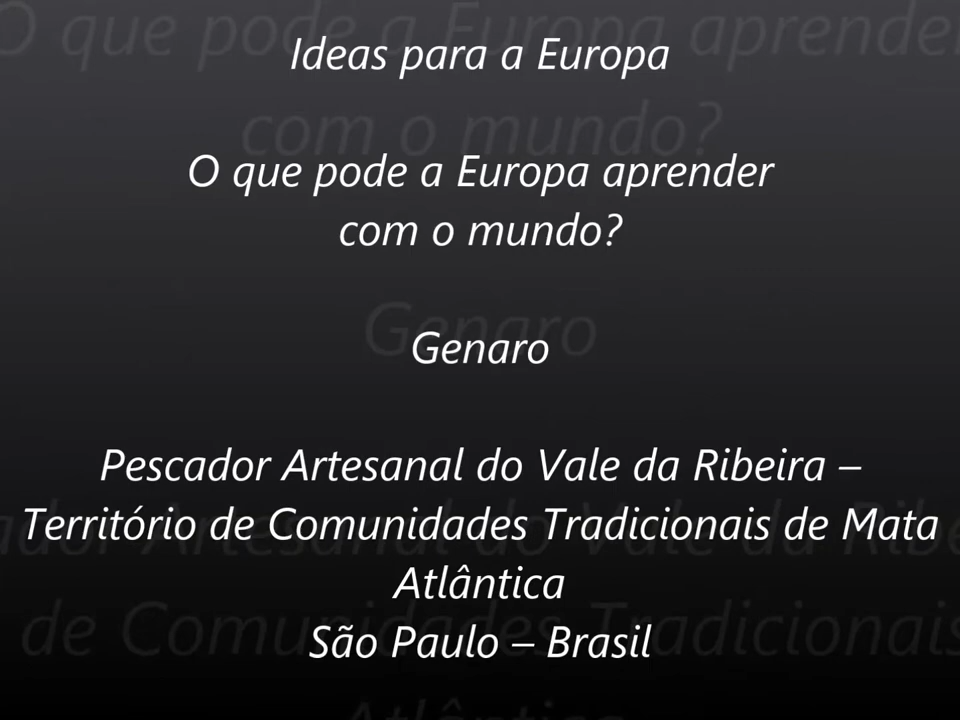 Ideas para a Europa
O que pode a Europa aprender
com o mundo?
Genaro
Pescador Artesanal do Vale da Ribeira –
Território de Comunidades Tradicionais de Mata
Atlântica
São Paulo – Brasil